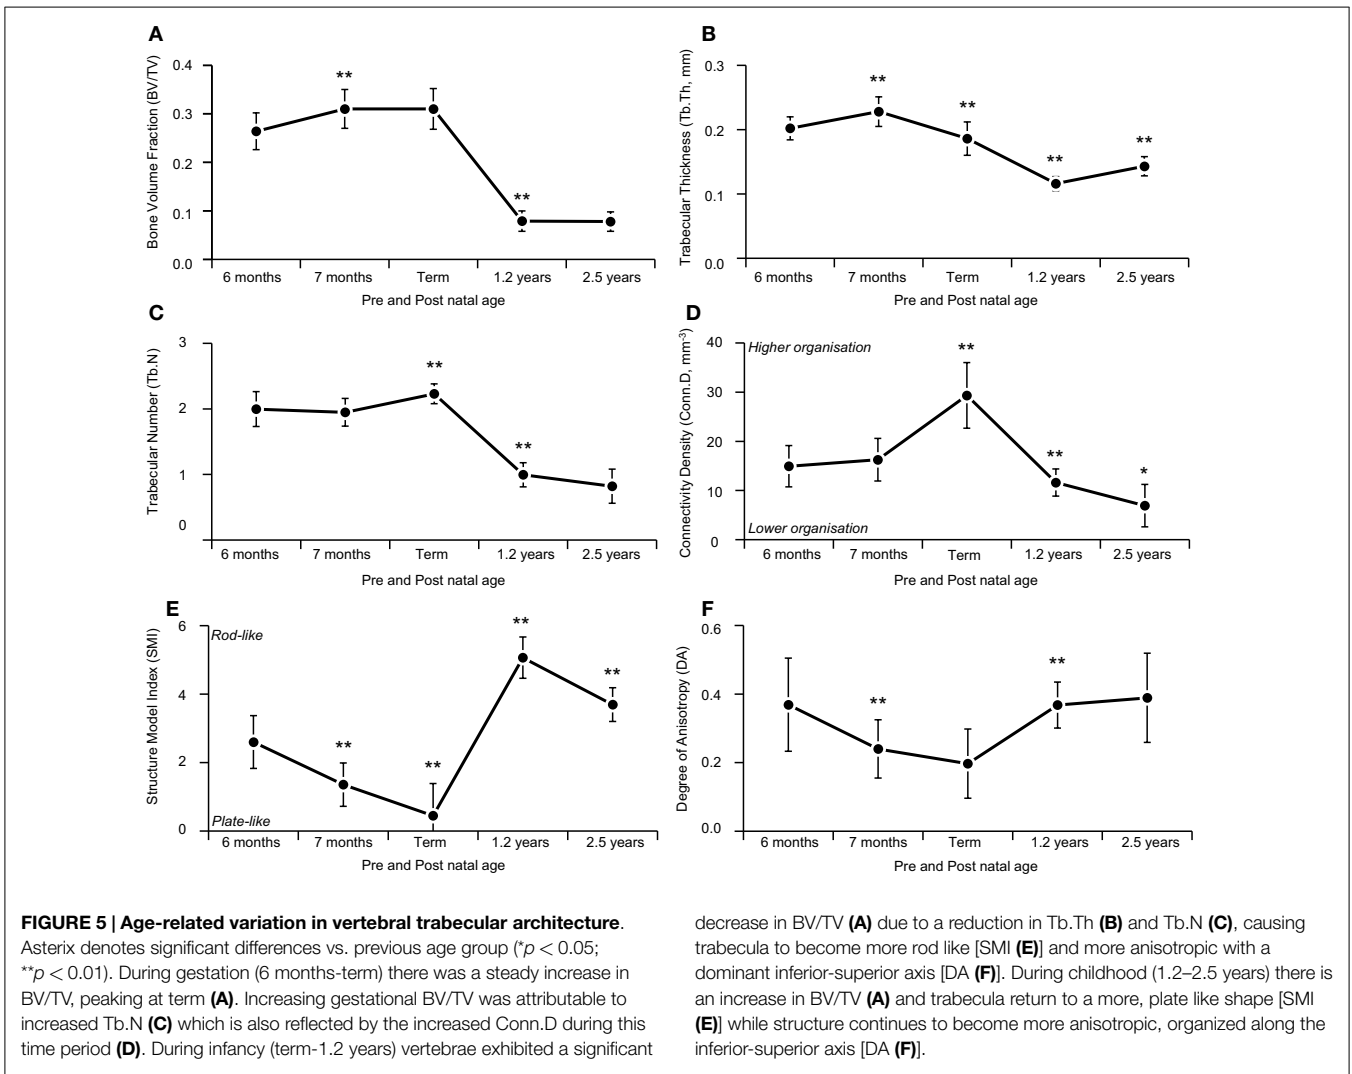 A
Bone Volume Fraction (BV/TV)
0.4
0.3
0.2
0.1
0.0
**
**
6 months 7 months Term 1.2 years 2.5 years
Pre and Post natal age
B
Trabecular Thickness (Tb.Th, mm)
0.3
0.2
0.1
0.0
**
**
**
**
6 months 7 months Term 1.2 years 2.5 years
Pre and Post natal age
C
Trabecular Number (Tb.N)
3
2
1
0
**
**
6 months 7 months Term 1.2 years 2.5 years
Pre and Post natal age
D
Connectivity Density (Conn.D, mm⁻³)
40
30
20
10
0
Higher organisation
**
**
*
Lower organisation
6 months 7 months Term 1.2 years 2.5 years
Pre and Post natal age
E
Structure Model Index (SMI)
6
4
2
0
Rod-like
**
**
**
**
Plate-like
6 months 7 months Term 1.2 years 2.5 years
Pre and Post natal age
F
Degree of Anisotropy (DA)
0.6
0.4
0.2
0.0
**
**
6 months 7 months Term 1.2 years 2.5 years
Pre and Post natal age
FIGURE 5 | Age-related variation in vertebral trabecular architecture.
Asterix denotes significant differences vs. previous age group (*p < 0.05;
**p < 0.01). During gestation (6 months-term) there was a steady increase in
BV/TV, peaking at term (A). Increasing gestational BV/TV was attributable to
increased Tb.N (C) which is also reflected by the increased Conn.D during this
time period (D). During infancy (term-1.2 years) vertebrae exhibited a significant
decrease in BV/TV (A) due to a reduction in Tb.Th (B) and Tb.N (C), causing
trabecula to become more rod like [SMI (E)] and more anisotropic with a
dominant inferior-superior axis [DA (F)]. During childhood (1.2–2.5 years) there is
an increase in BV/TV (A) and trabecula return to a more, plate like shape [SMI
(E)] while structure continues to become more anisotropic, organized along the
inferior-superior axis [DA (F)].